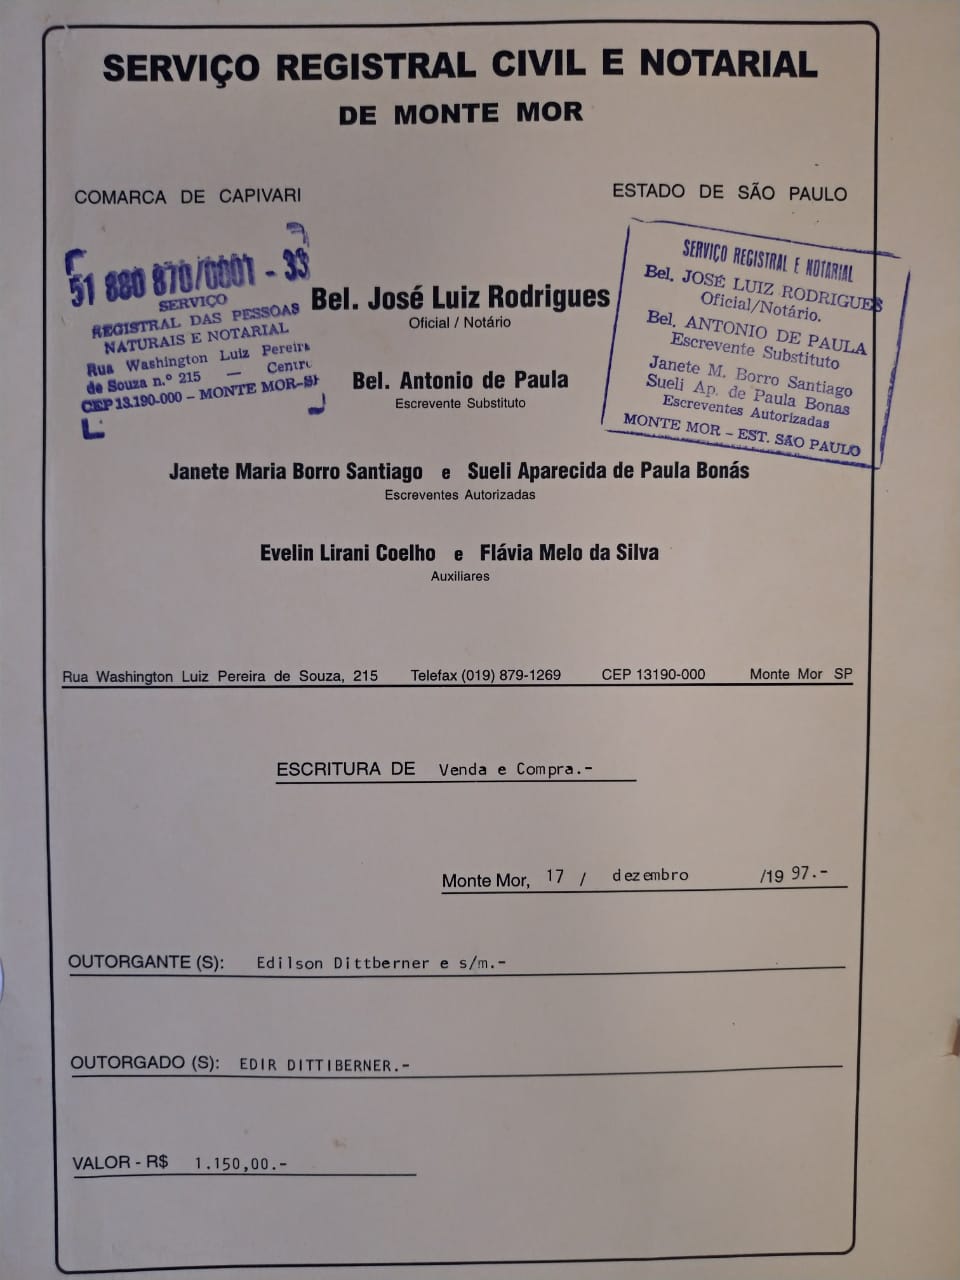 SERVIÇO REGISTRAL CIVIL E NOTARIAL
DE MONTE MOR
COMARCA DE CAPIVARI
ESTADO DE SÃO PAULO
51 880 870/0001 - 33
SERVIÇO
REGISTRAL DAS PESSOAS
NATURAIS E NOTARIAL
Rua Washington Luiz Pereira
de Souza n.º 215 — Centro
CEP 13.190-000 – MONTE MOR-SP
SERVIÇO REGISTRAL E NOTARIAL
Bel. JOSÉ LUIZ RODRIGUES
Oficial/Notário.
Bel. ANTONIO DE PAULA
Escrevente Substituto
Janete M. Borro Santiago
Sueli Ap. de Paula Bonas
Escreventes Autorizadas
MONTE MOR – EST. SÃO PAULO
Bel. José Luiz Rodrigues
Oficial / Notário
Bel. Antonio de Paula
Escrevente Substituto
Janete Maria Borro Santiago e Sueli Aparecida de Paula Bonás
Escreventes Autorizadas
Evelin Lirani Coelho e Flávia Melo da Silva
Auxiliares
Rua Washington Luiz Pereira de Souza, 215 Telefax (019) 879-1269 CEP 13190-000 Monte Mor SP
ESCRITURA DE Venda e Compra.-
Monte Mor, 17 / dezembro /19 97.-
OUTORGANTE (S): Edilson Dittberner e s/m.-
OUTORGADO (S): EDIR DITTIBERNER.-
VALOR - R$ 1.150,00.-